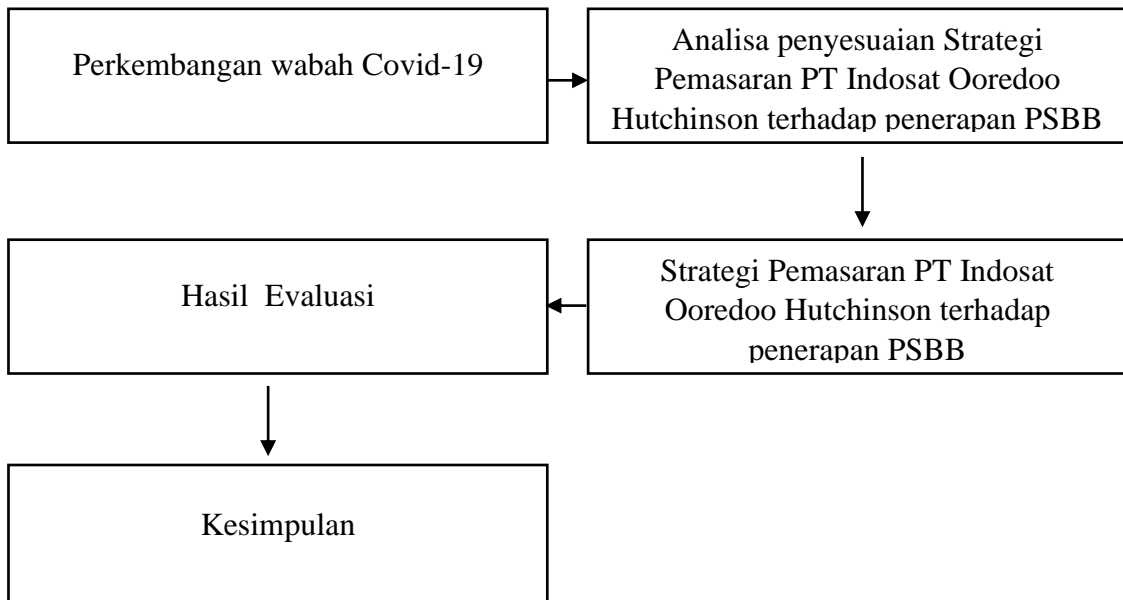 Perkembangan wabah Covid-19
Analisa penyesuaian Strategi
Pemasaran PT Indosat Ooredoo
Hutchinson terhadap penerapan PSBB
Strategi Pemasaran PT Indosat
Ooredoo Hutchinson terhadap
penerapan PSBB
Hasil Evaluasi
Kesimpulan